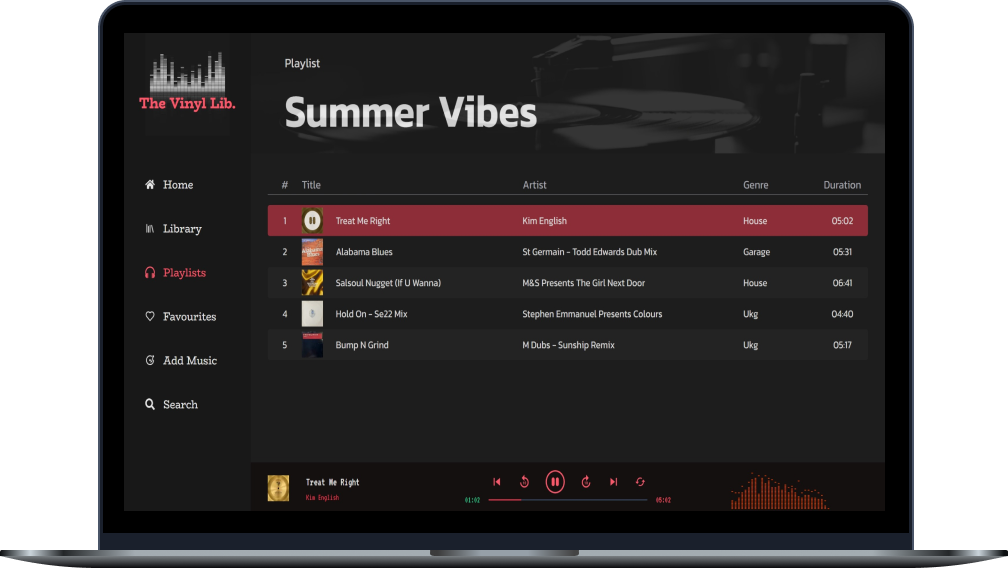 The Vinyl Lib.
Home
Library
Playlists
Favourites
Add Music
Search
Playlist
Summer Vibes
# Title Artist Genre Duration
1 Treat Me Right Kim English House 05:02
2 Alabama Blues St Germain - Todd Edwards Dub Mix Garage 05:31
3 Salsoul Nugget (If U Wanna) M&S Presents The Girl Next Door House 06:41
4 Hold On - Se22 Mix Stephen Emmanuel Presents Colours Ukg 04:40
5 Bump N Grind M Dubs - Sunship Remix Ukg 05:17
Treat Me Right
Kim English
01:02 05:02